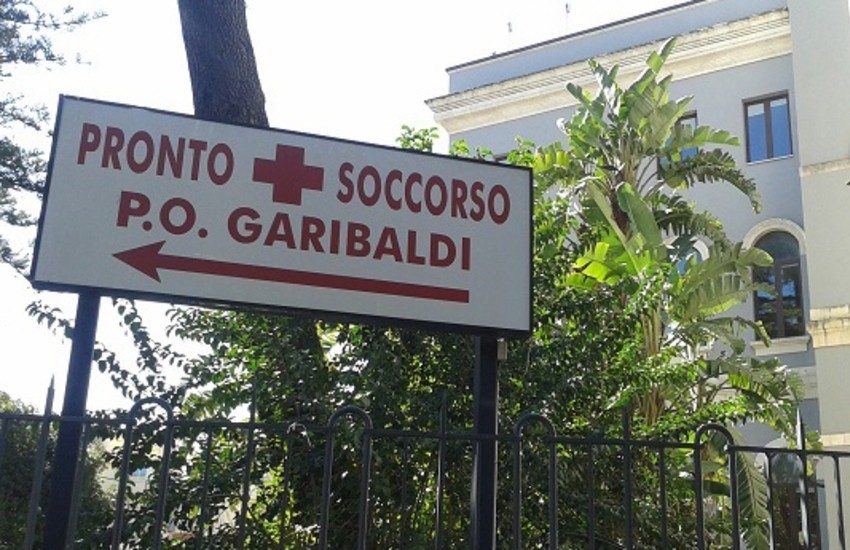 PRONTO SOCCORSO
P.O. GARIBALDI